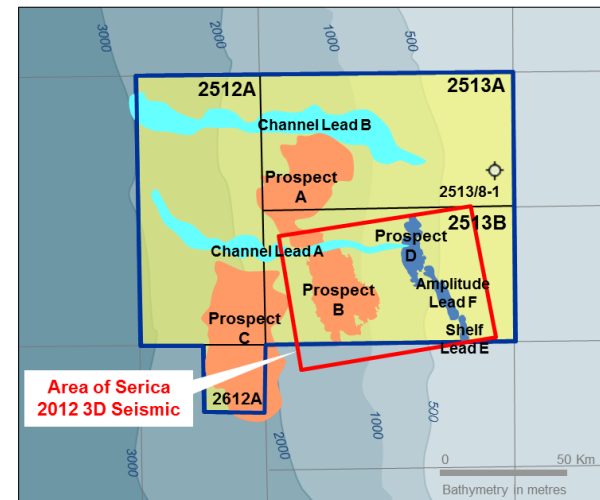 3000
2000
1000
500
2512A
2513A
Channel Lead B
Prospect
A
2513/8-1
2513B
Channel Lead A
Prospect
D
Amplitude
Lead F
Prospect
B
Prospect
C
Shelf
Lead E
Area of Serica
2012 3D Seismic
2612A
3000
2000
1000
500
0
50 Km
Bathymetry in metres